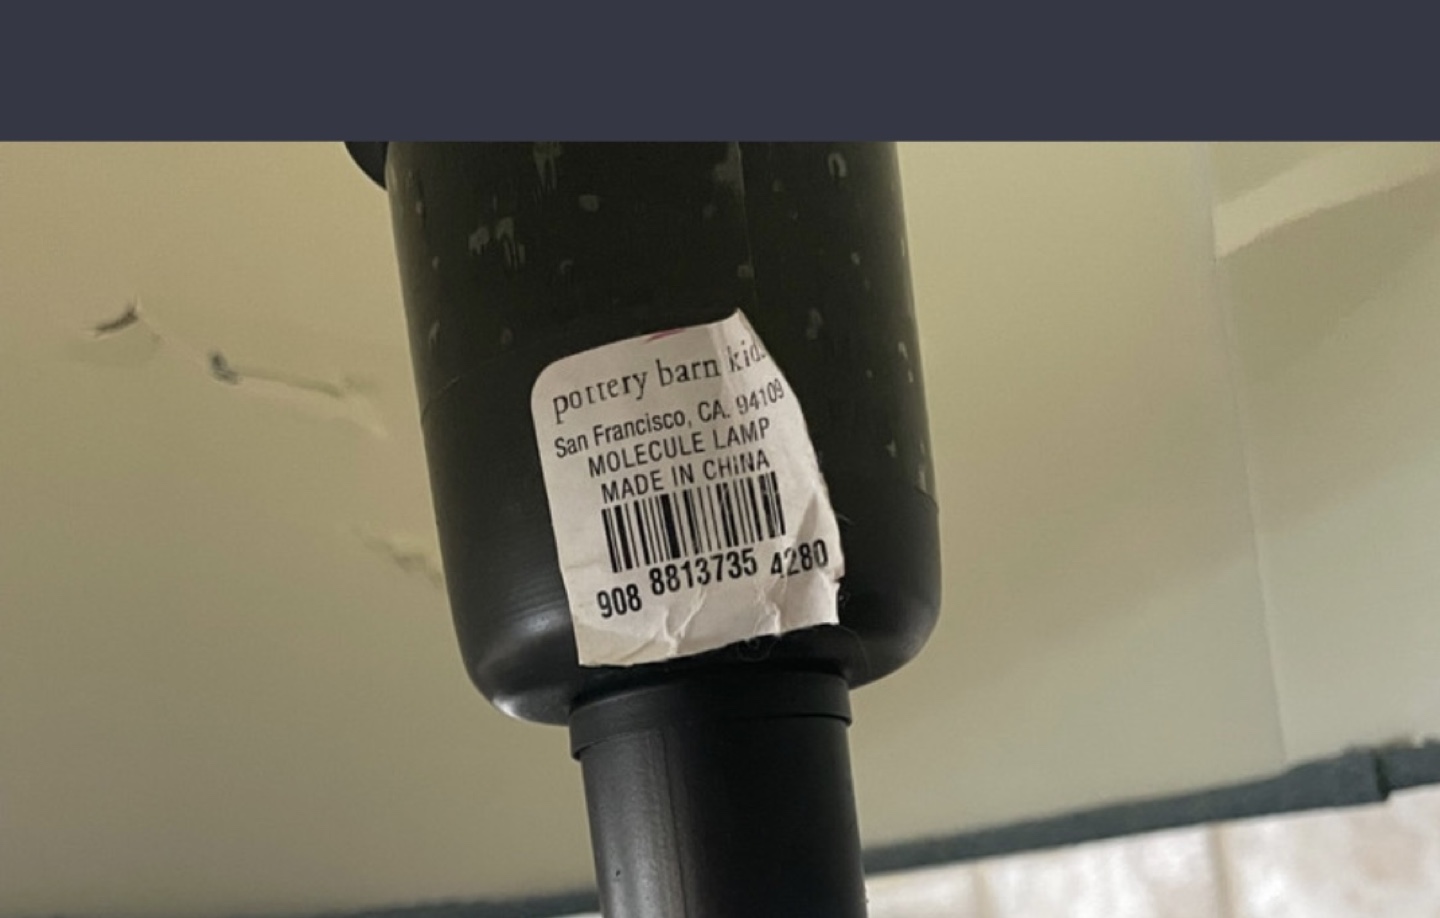 pottery barn kids
San Francisco, CA. 94109
MOLECULE LAMP
MADE IN CHINA
908 8813735 4280